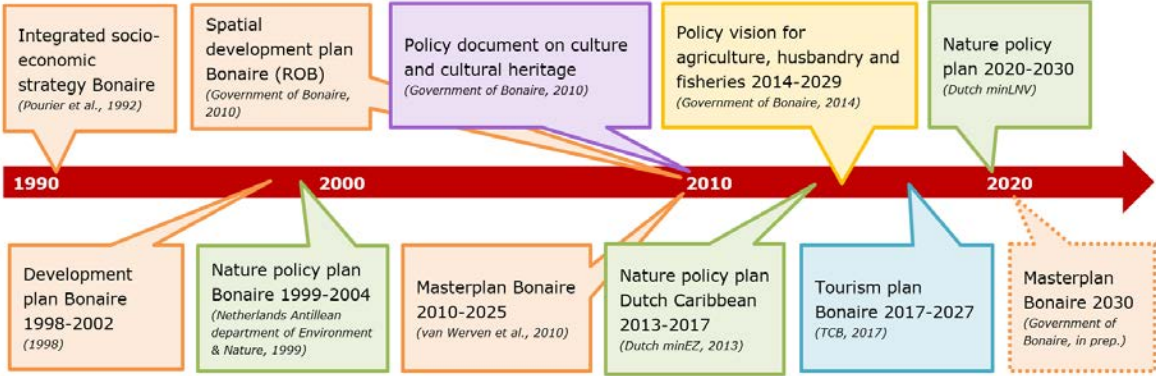 Integrated socio-
economic
strategy Bonaire
(Pourier et al., 1992)
Spatial
development plan
Bonaire (ROB)
(Government of Bonaire,
2010)
Policy document on culture
and cultural heritage
(Government of Bonaire, 2010)
Policy vision for
agriculture, husbandry and
fisheries 2014-2029
(Government of Bonaire, 2014)
Nature policy
plan 2020-2030
(Dutch minLNV)
1990
2000
2010
2020
Development
plan Bonaire
1998-2002
(1998)
Nature policy plan
Bonaire 1999-2004
(Netherlands Antillean
department of Environment
& Nature, 1999)
Masterplan Bonaire
2010-2025
(van Werven et al., 2010)
Nature policy plan
Dutch Caribbean
2013-2017
(Dutch minEZ, 2013)
Tourism plan
Bonaire 2017-2027
(TCB, 2017)
Masterplan
Bonaire 2030
(Government of
Bonaire, in prep.)